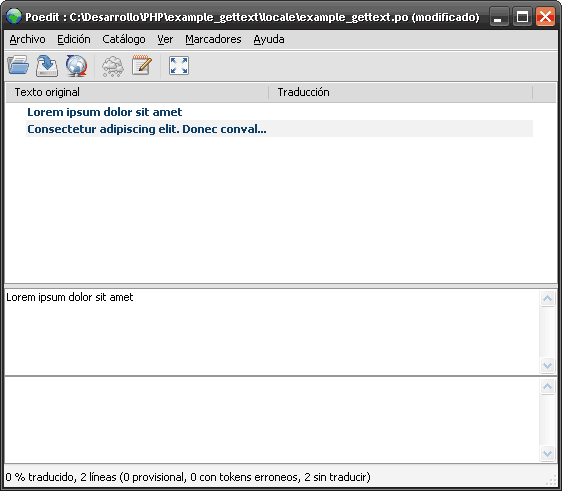 Poedit : C:\Desarrollo\PHP\example_gettext\locale\example_gettext.po (modificado)
Archivo Edición Catálogo Ver Marcadores Ayuda
Texto original Traducción
Lorem ipsum dolor sit amet
Consectetur adipiscing elit. Donec conval...
Lorem ipsum dolor sit amet
0 % traducido, 2 líneas (0 provisional, 0 con tokens erroneos, 2 sin traducir)